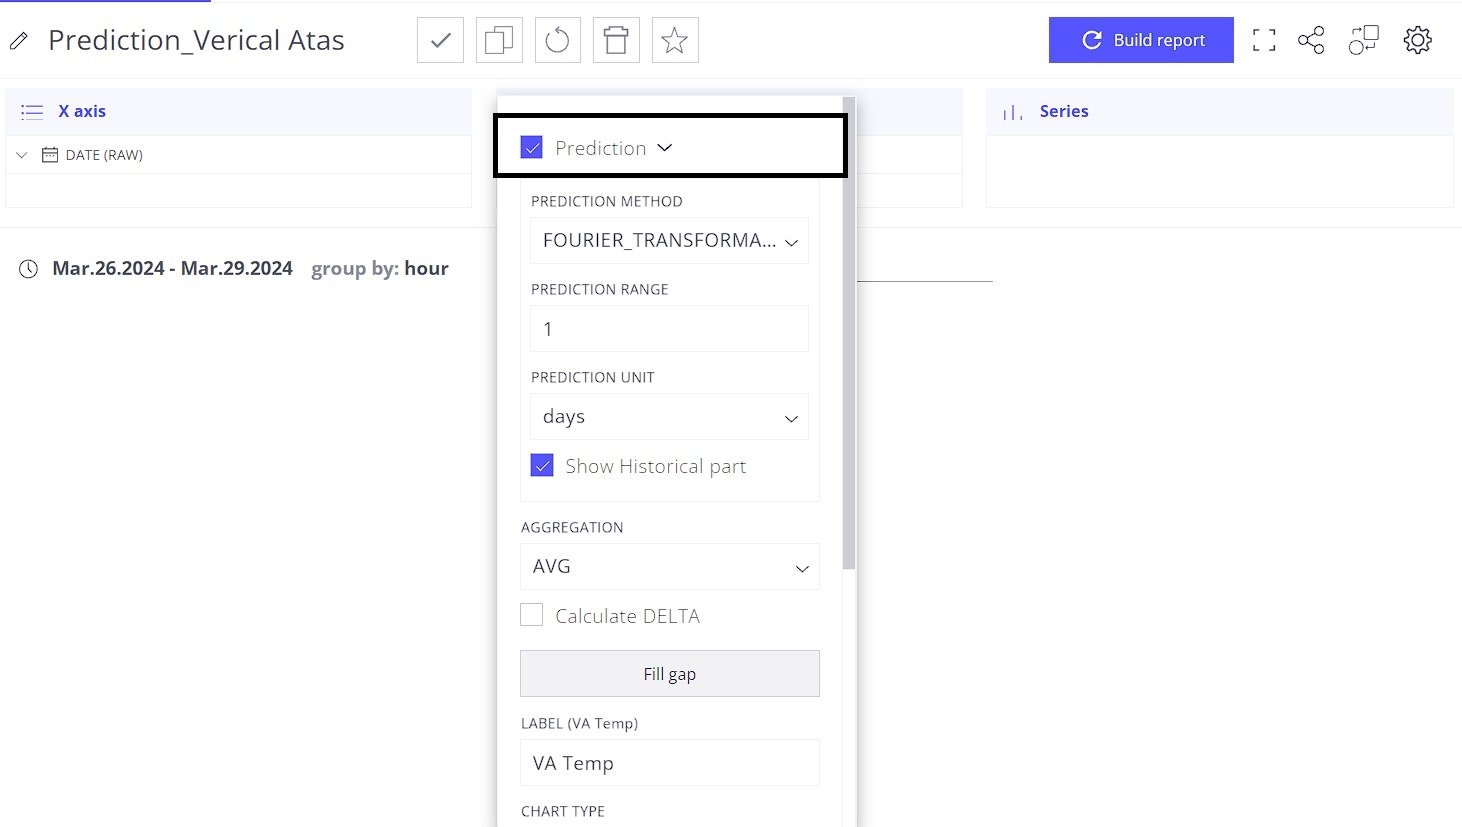 Prediction_Verical Atas
Build report
X axis
Series
DATE (RAW)
Prediction
PREDICTION METHOD
FOURIER_TRANSFORMA...
PREDICTION RANGE
1
PREDICTION UNIT
days
Show Historical part
AGGREGATION
AVG
Calculate DELTA
Fill gap
LABEL (VA Temp)
VA Temp
CHART TYPE
Mar.26.2024 - Mar.29.2024 group by: hour